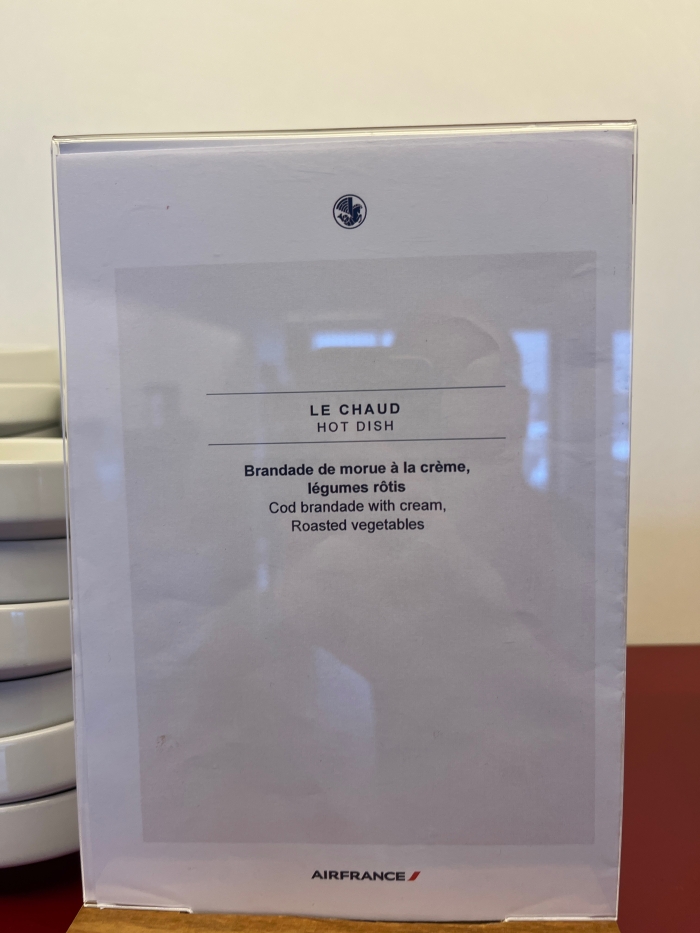 LE CHAUD
HOT DISH
Brandade de morue à la crème,
légumes rôtis
Cod brandade with cream,
Roasted vegetables
AIRFRANCE